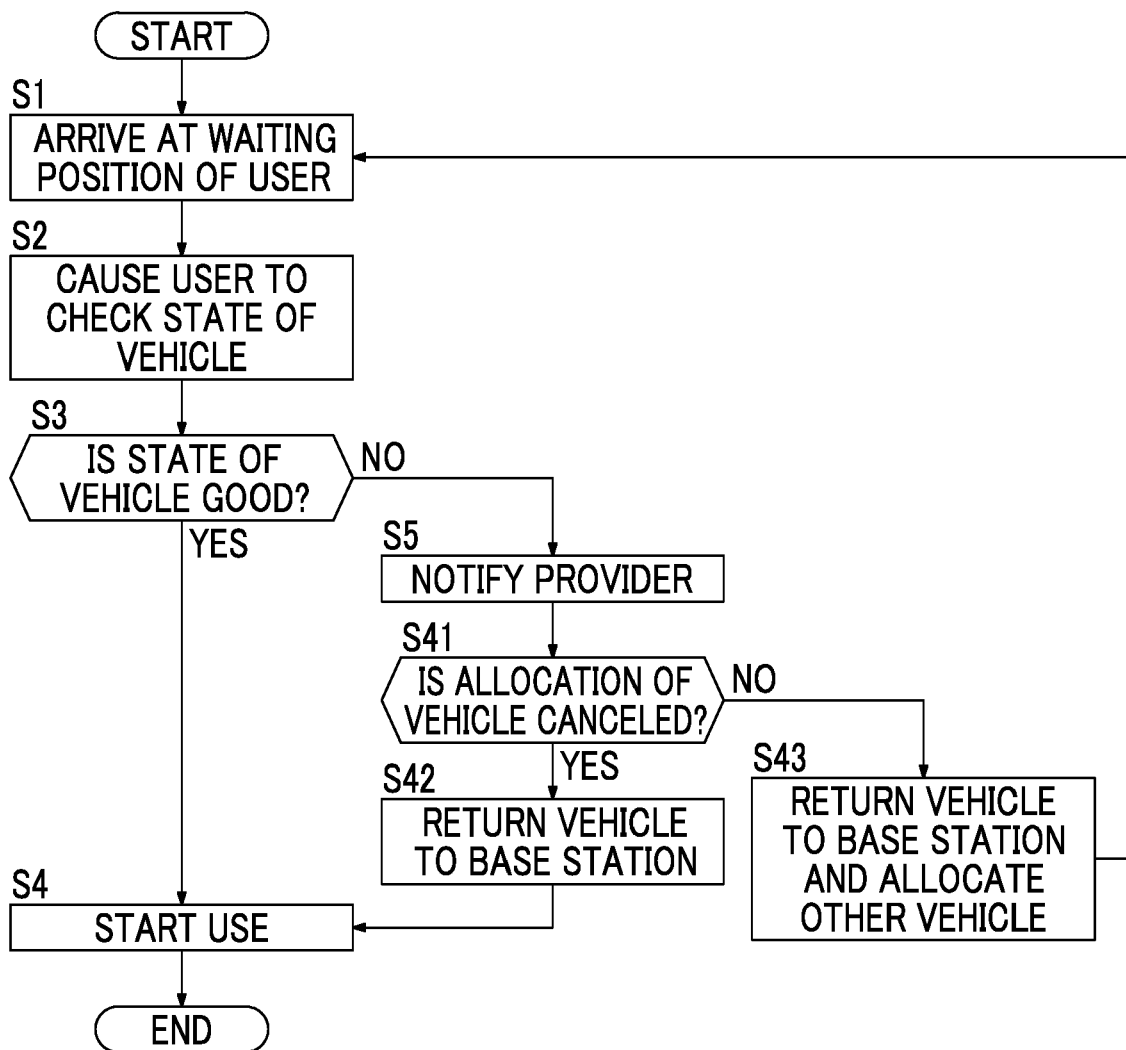 START
S1
ARRIVE AT WAITING
POSITION OF USER
S2
CAUSE USER TO
CHECK STATE OF
VEHICLE
S3
IS STATE OF
VEHICLE GOOD?
NO
YES
S5
NOTIFY PROVIDER
S41
IS ALLOCATION OF
VEHICLE CANCELED?
NO
YES
S42
RETURN VEHICLE
TO BASE STATION
S43
RETURN VEHICLE
TO BASE STATION
AND ALLOCATE
OTHER VEHICLE
S4
START USE
END